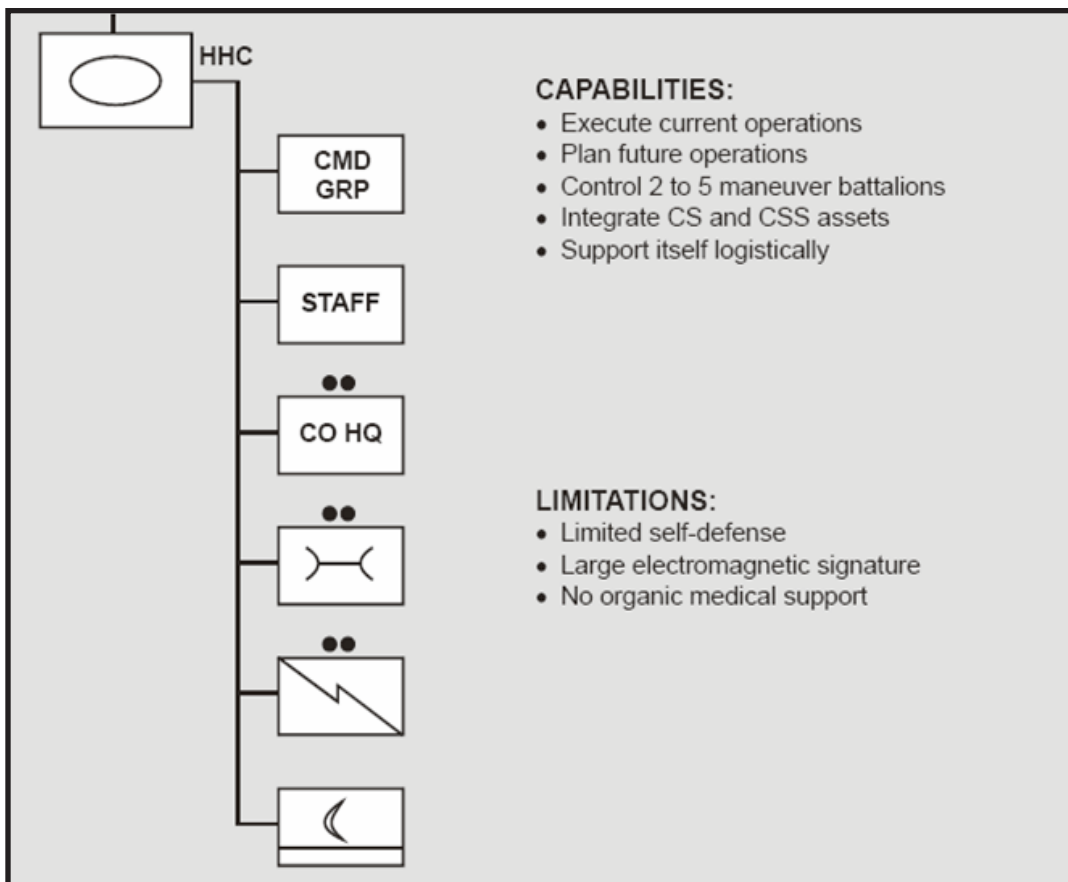 HHC
CMD
GRP
STAFF
CO HQ
CAPABILITIES:
• Execute current operations
• Plan future operations
• Control 2 to 5 maneuver battalions
• Integrate CS and CSS assets
• Support itself logistically
LIMITATIONS:
• Limited self-defense
• Large electromagnetic signature
• No organic medical support